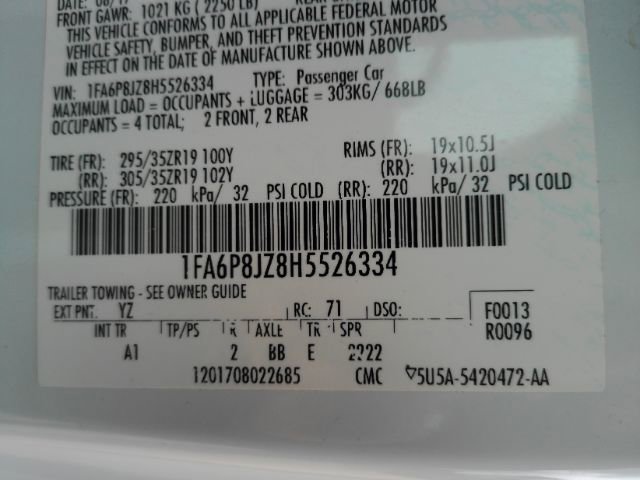 DATE: 08/17
FRONT GAWR: 1021 KG ( 2250 LB)
THIS VEHICLE CONFORMS TO ALL APPLICABLE FEDERAL MOTOR
VEHICLE SAFETY, BUMPER, AND THEFT PREVENTION STANDARDS
IN EFFECT ON THE DATE OF MANUFACTURE SHOWN ABOVE.
VIN: 1FA6P8JZ8H5526334 TYPE: Passenger Car
MAXIMUM LOAD = OCCUPANTS + LUGGAGE = 303KG/ 668LB
OCCUPANTS = 4 TOTAL; 2 FRONT, 2 REAR
TIRE (FR): 295/35ZR19 100Y RIMS (FR): 19x10.5J
(RR): 305/35ZR19 102Y (RR): 19x11.0J
PRESSURE (FR): 220 kPa/ 32 PSI COLD (RR): 220 kPa/ 32 PSI COLD
1FA6P8JZ8H5526334
TRAILER TOWING - SEE OWNER GUIDE
EXT PNT: YZ RC: 71 DSO: F0013
INT TR TP/PS R AXLE TR SPR R0096
A1 2 BB E 2222
1201708022685 CMC 5U5A-5420472-AA